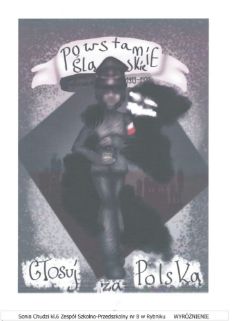 POWSTANIE
Śląskie
Głosuj za Polską
Sonia Chudzi kl.6 Zespół Szkolno-Przedszkolny nr 8 w Rybniku WYRÓŻNIENIE